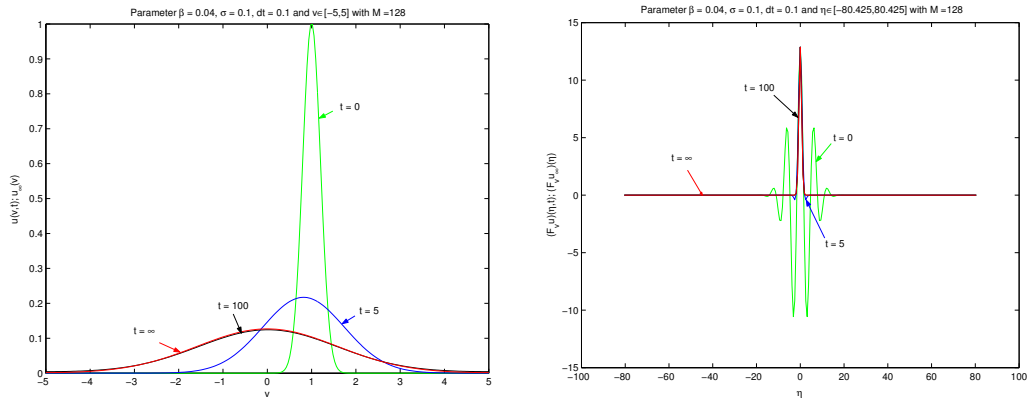 Parameter β = 0.04, σ = 0.1, dt = 0.1 and v∈[−5,5] with M =128
u(v,t); u∞(v)
1
0.9
0.8
0.7
0.6
0.5
0.4
0.3
0.2
0.1
0
t = 0
t = 5
t = 100
t = ∞
−5
−4
−3
−2
−1
0
1
2
3
4
5
v
Parameter β = 0.04, σ = 0.1, dt = 0.1 and η∈[−80.425,80.425] with M =128
(Fᵥu)(η,t); (Fᵥu∞)(η)
15
10
5
0
−5
−10
−15
t = 100
t = 0
t = ∞
t = 5
−100
−80
−60
−40
−20
0
20
40
60
80
100
η